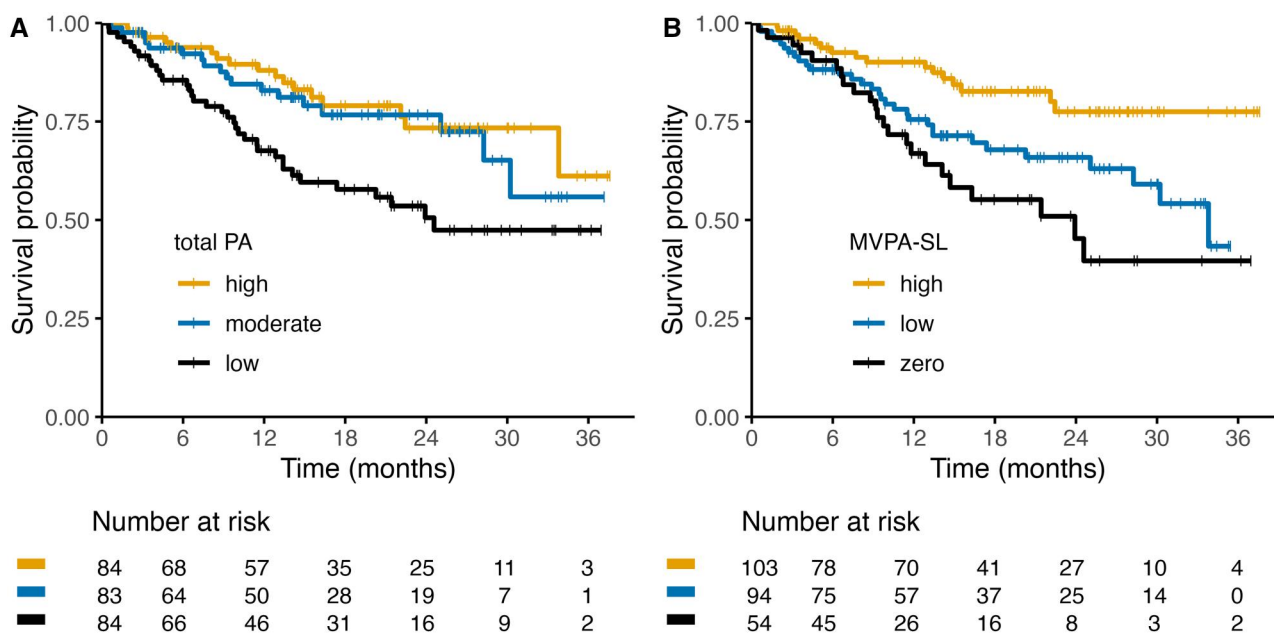 A
1.00
0.75
0.50
0.25
0.00
Survival probability
total PA
high
moderate
low
0 6 12 18 24 30 36
Time (months)
Number at risk
84 68 57 35 25 11 3
83 64 50 28 19 7 1
84 66 46 31 16 9 2
B
1.00
0.75
0.50
0.25
0.00
Survival probability
MVPA-SL
high
low
zero
0 6 12 18 24 30 36
Time (months)
Number at risk
103 78 70 41 27 10 4
94 75 57 37 25 14 0
54 45 26 16 8 3 2